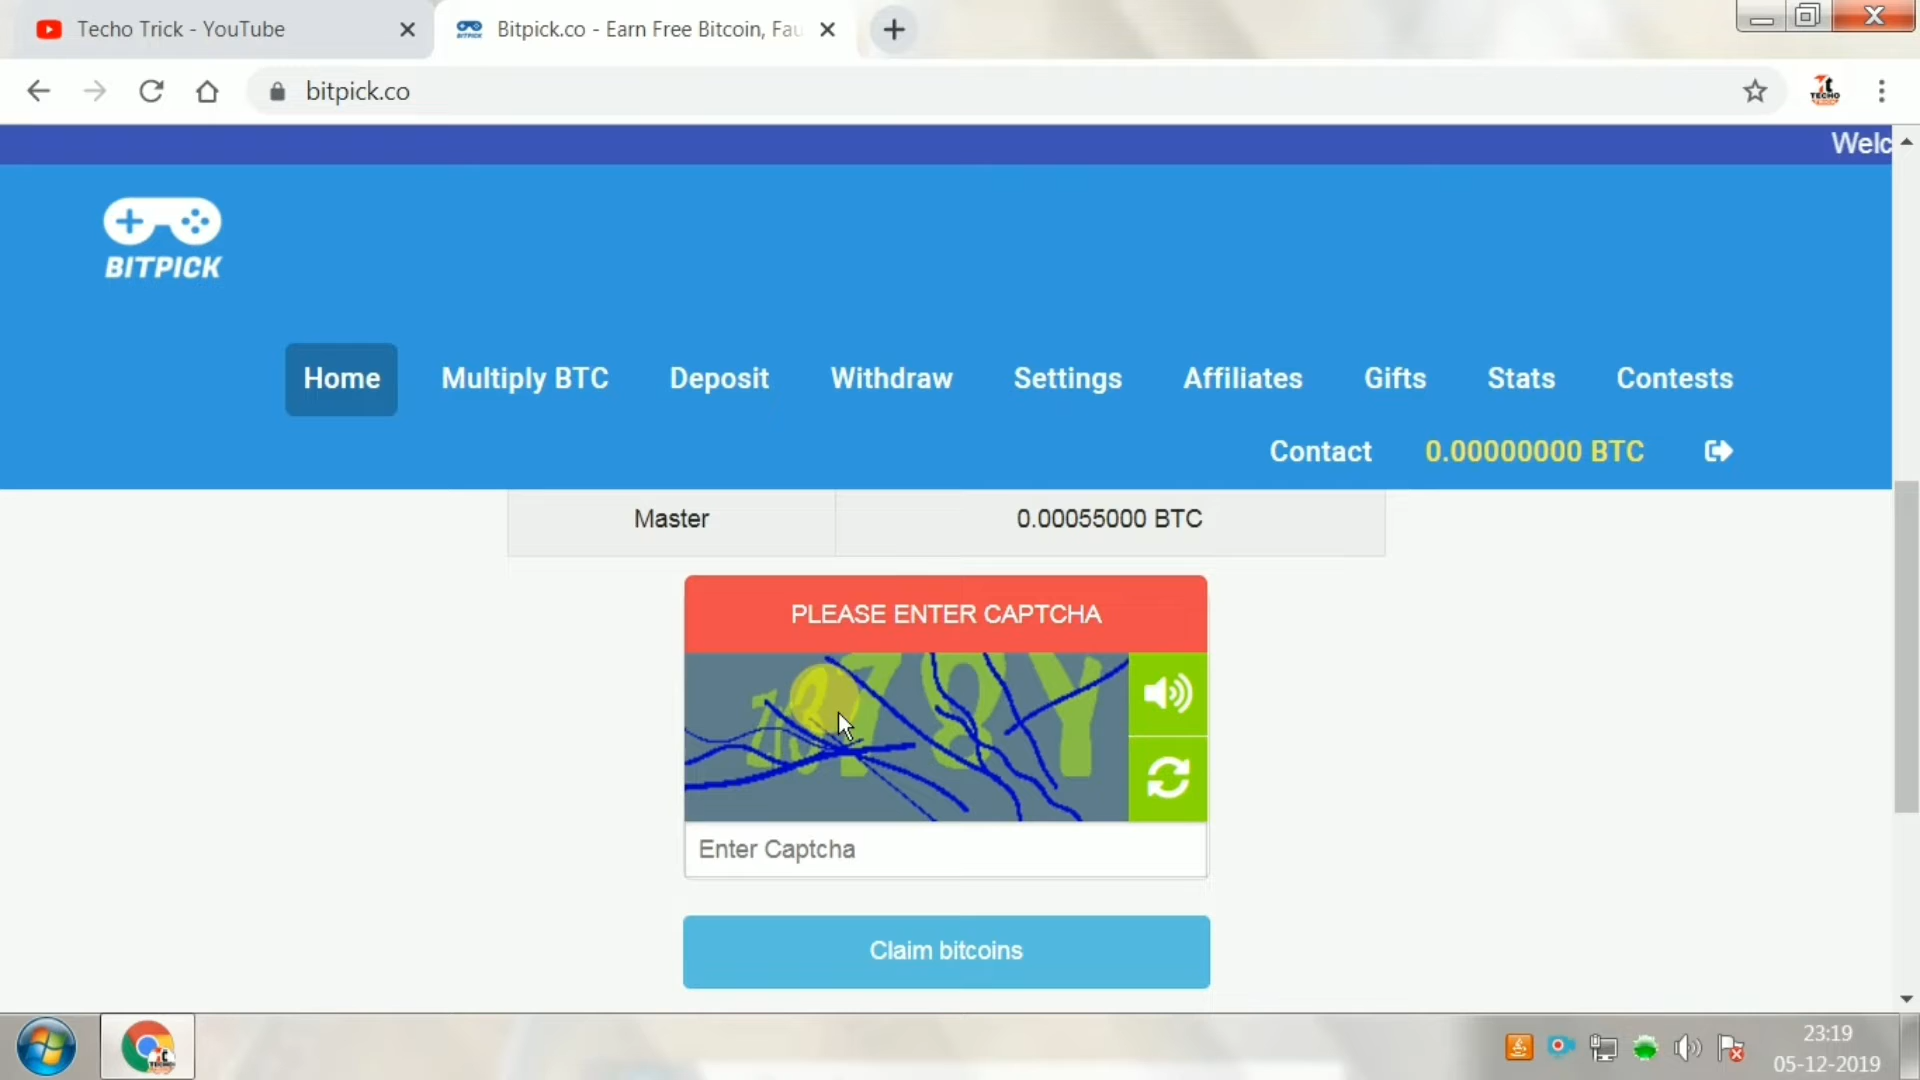 Techo Trick - YouTube
Bitpick.co - Earn Free Bitcoin, Fau
bitpick.co
TECHO
Welc
BITPICK
Home Multiply BTC Deposit Withdraw Settings Affiliates Gifts Stats Contests
Contact 0.00000000 BTC
Master 0.00055000 BTC
PLEASE ENTER CAPTCHA
Enter Captcha
Claim bitcoins
23:19
05-12-2019